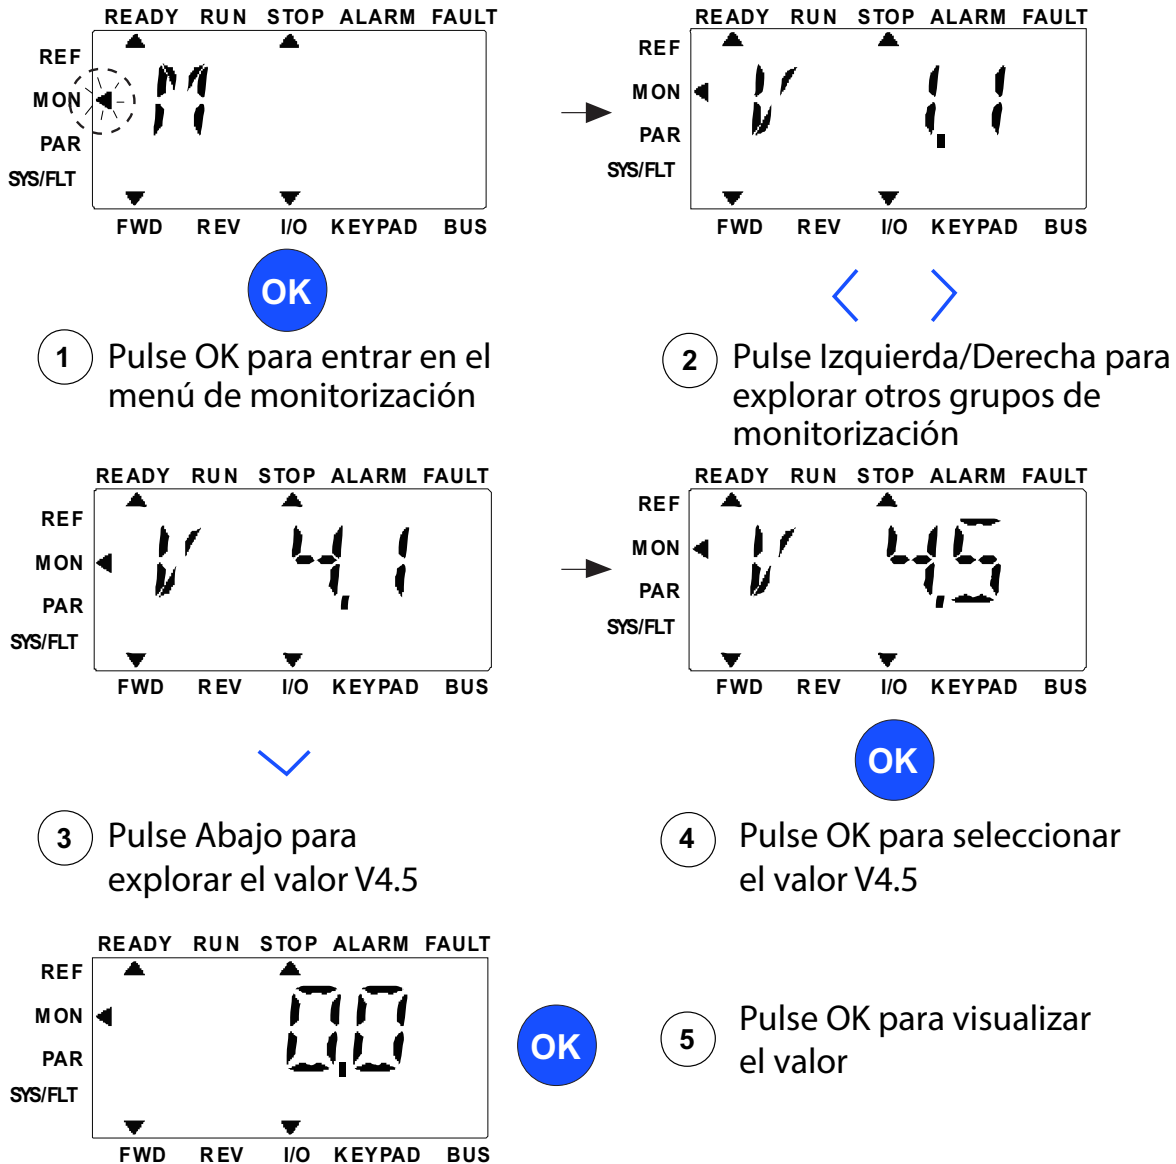 READY RUN STOP ALARM FAULT
REF
MON
M
PAR
SYS/FLT
FWD REV I/O KEYPAD BUS
OK
1 Pulse OK para entrar en el
menú de monitorización
READY RUN STOP ALARM FAULT
REF
MON
V 1.1
PAR
SYS/FLT
FWD REV I/O KEYPAD BUS
2 Pulse Izquierda/Derecha para
explorar otros grupos de
monitorización
READY RUN STOP ALARM FAULT
REF
MON
V 4.1
PAR
SYS/FLT
FWD REV I/O KEYPAD BUS
3 Pulse Abajo para
explorar el valor V4.5
READY RUN STOP ALARM FAULT
REF
MON
V 4.5
PAR
SYS/FLT
FWD REV I/O KEYPAD BUS
OK
4 Pulse OK para seleccionar
el valor V4.5
READY RUN STOP ALARM FAULT
REF
MON
0.0
PAR
SYS/FLT
FWD REV I/O KEYPAD BUS
OK
5 Pulse OK para visualizar
el valor